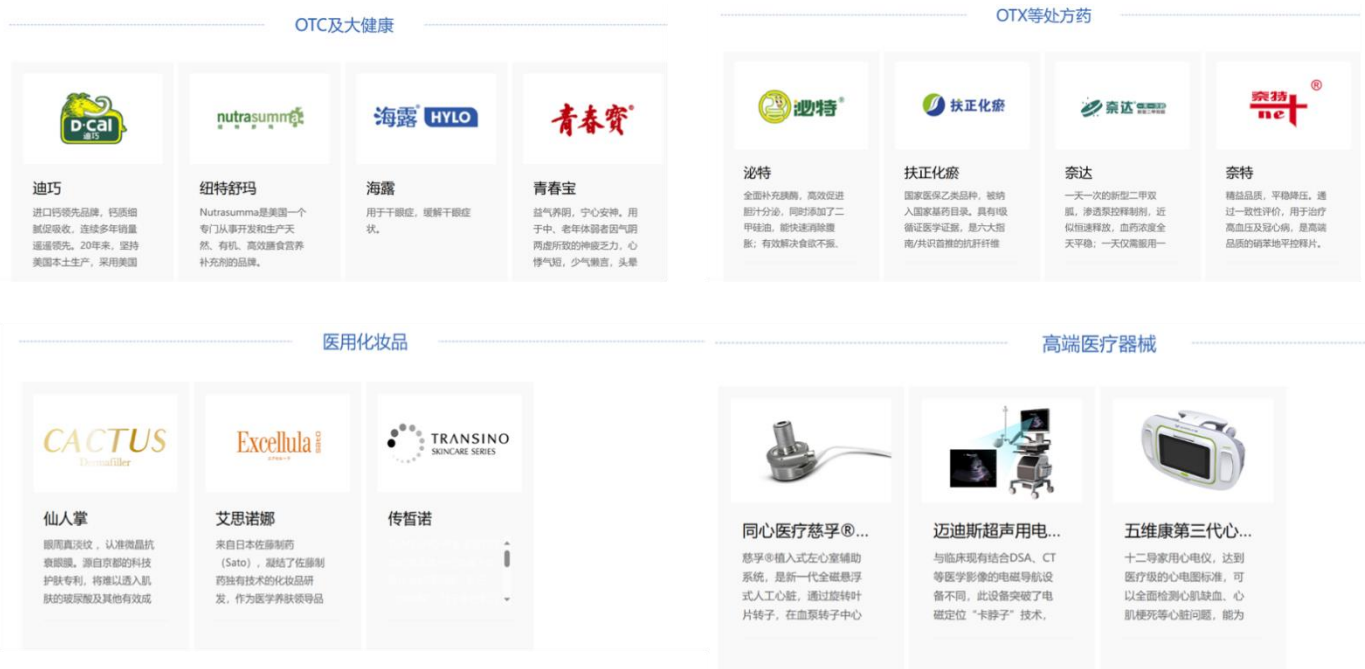 OTC及大健康
D·Cal
迪巧
nutrasumma
纽特舒玛
海露® HYLO
青春宝®
迪巧
进口钙领先品牌，钙质细
腻促吸收，连续多年销量
遥遥领先。20年来，坚持
美国本土生产，采用美国
纽特舒玛
Nutrasumma是美国一个
专门从事开发和生产天
然、有机、高效膳食营养
补充剂的品牌。
海露
用于干眼症，缓解干眼症
状。
青春宝
益气养阴，宁心安神。用
于中、老年体弱者因气阴
两虚所致的神疲乏力，心
悸气短，少气懒言，头晕
OTX等处方药
泌特®
扶正化瘀
奈达
奈特®
net
泌特
全面补充胰酶，高效促进
胆汁分泌，同时添加了二
甲硅油，能快速消除腹
胀；有效解决食欲不振、
扶正化瘀
国家医保乙类品种，被纳
入国家基药目录。具有I级
循证医学证据，是六大指
南/共识首推的抗肝纤维
奈达
一天一次的新型二甲双
胍，渗透泵控释制剂，近
似恒速释放，血药浓度全
天平稳；一天仅需服用一
奈特
精益品质，平稳降压。通
过一致性评价，用于治疗
高血压及冠心病，是高端
品质的硝苯地平控释片。
医用化妆品
CACTUS
Dermafiller
Excellula
TRANSINO
SKINCARE SERIES
仙人掌
眼周真淡纹 ，认准微晶抗
衰眼膜。源自京都的科技
护肤专利，将难以透入肌
肤的玻尿酸及其他有效成
艾思诺娜
来自日本佐藤制药
（Sato），凝结了佐藤制
药独有技术的化妆品研
发，作为医学养肤领导品
传皙诺
高端医疗器械
同心医疗慈孚®...
慈孚®植入式左心室辅助
系统，是新一代全磁悬浮
式人工心脏，通过旋转叶
片转子，在血泵转子中心
迈迪斯超声用电...
与临床现有结合DSA、CT
等医学影像的电磁导航设
备不同，此设备突破了电
磁定位“卡脖子”技术，
五维康第三代心...
十二导家用心电仪，达到
医疗级的心电图标准，可
以全面检测心肌缺血、心
肌梗死等心脏问题，能为